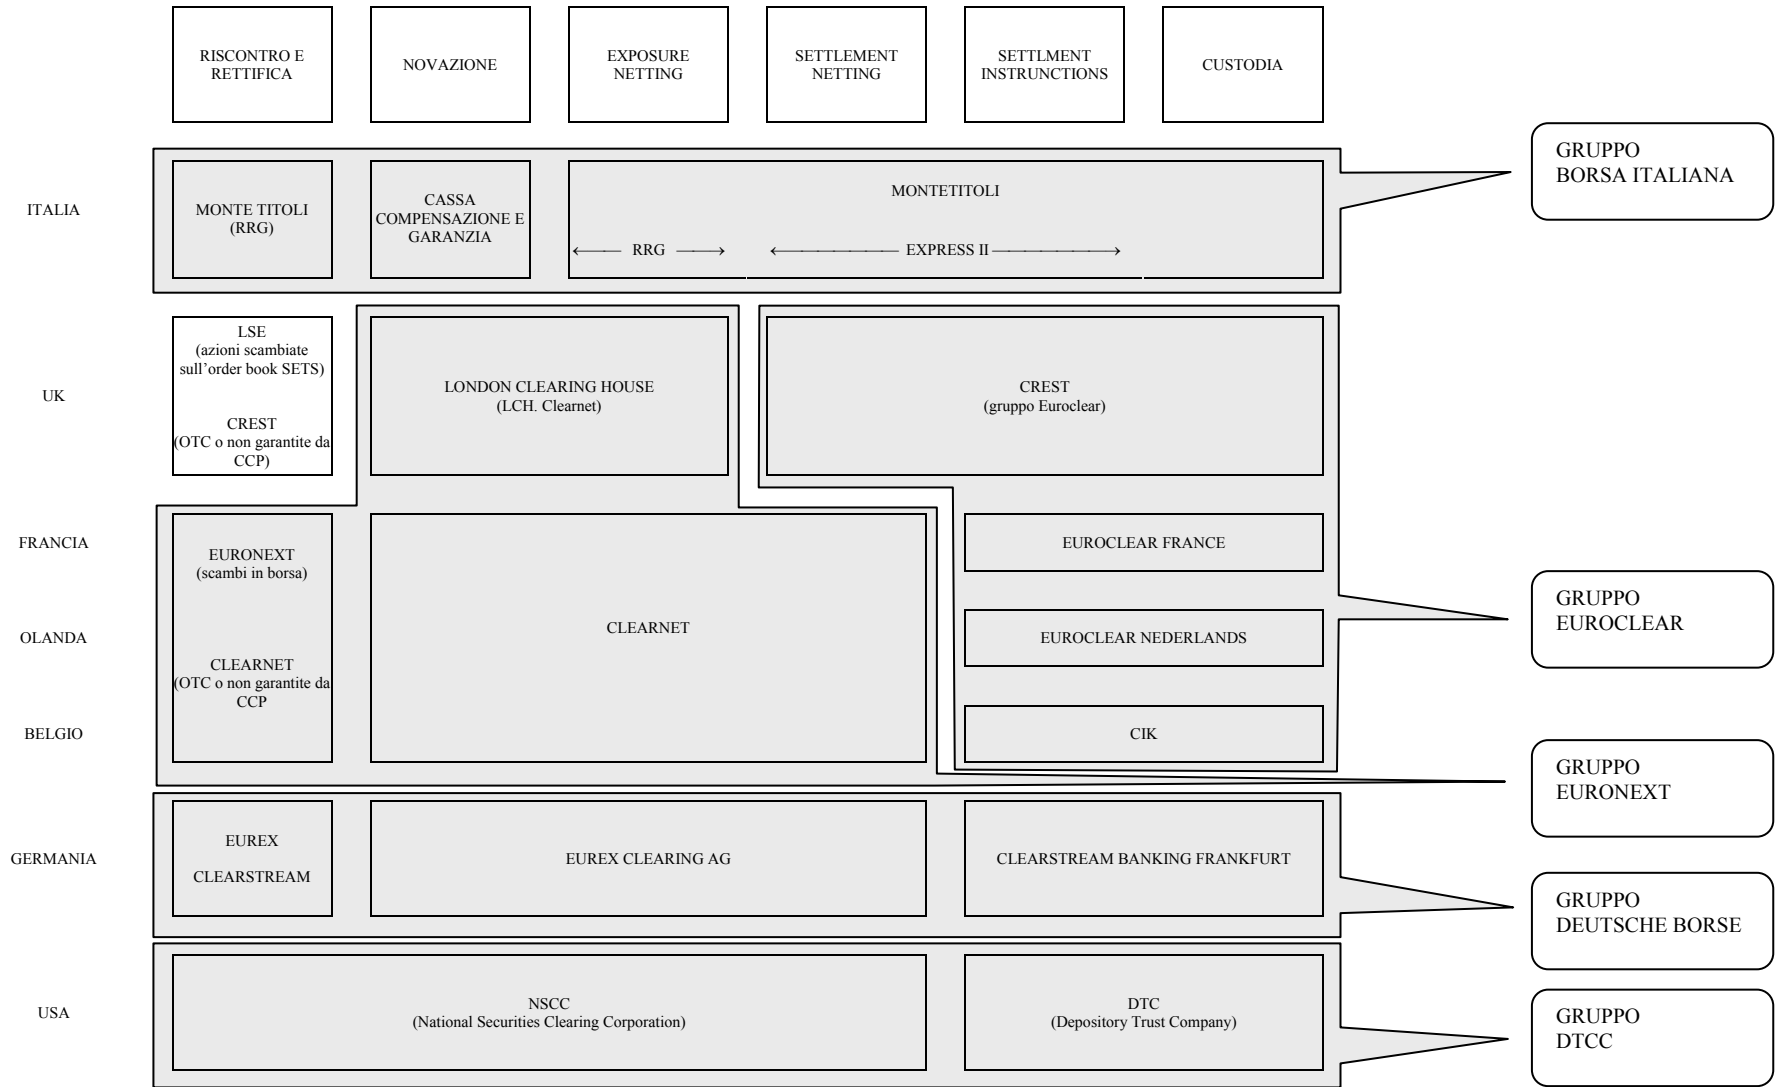 RISCONTRO E
RETTIFICA
NOVAZIONE
EXPOSURE
NETTING
SETTLEMENT
NETTING
SETTLMENT
INSTRUNCTIONS
CUSTODIA
GRUPPO
BORSA ITALIANA
ITALIA
MONTE TITOLI
(RRG)
CASSA
COMPENSAZIONE E
GARANZIA
MONTETITOLI
RRG
EXPRESS II
UK
LSE
(azioni scambiate
sull'order book SETS)
CREST
(OTC o non garantite da
CCP)
LONDON CLEARING HOUSE
(LCH. Clearnet)
CREST
(gruppo Euroclear)
FRANCIA
OLANDA
BELGIO
EURONEXT
(scambi in borsa)
CLEARNET
(OTC o non garantite da
CCP
CLEARNET
EUROCLEAR FRANCE
EUROCLEAR NEDERLANDS
CIK
GRUPPO
EUROCLEAR
GRUPPO
EURONEXT
GERMANIA
EUREX
CLEARSTREAM
EUREX CLEARING AG
CLEARSTREAM BANKING FRANKFURT
GRUPPO
DEUTSCHE BORSE
USA
NSCC
(National Securities Clearing Corporation)
DTC
(Depository Trust Company)
GRUPPO
DTCC